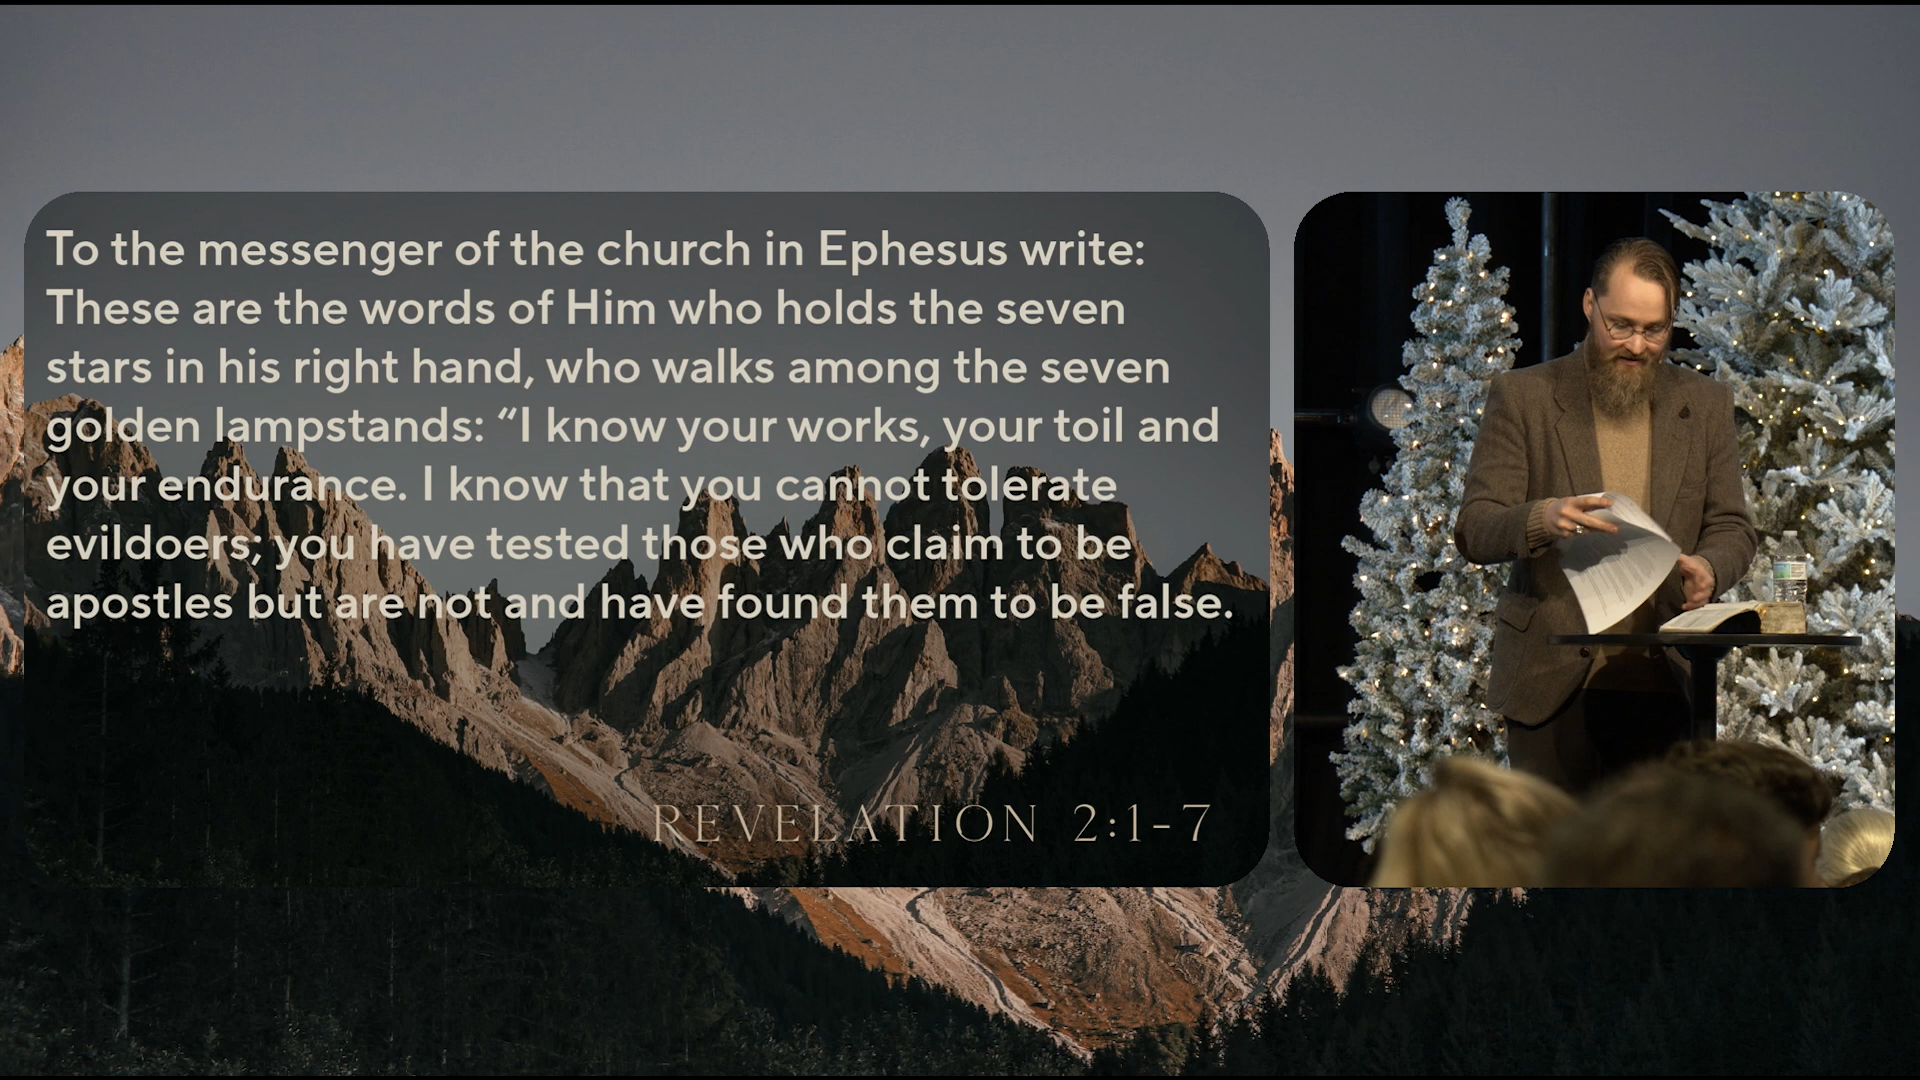 To the messenger of the church in Ephesus write:
These are the words of Him who holds the seven
stars in his right hand, who walks among the seven
golden lampstands: “I know your works, your toil and
your endurance. I know that you cannot tolerate
evildoers; you have tested those who claim to be
apostles but are not and have found them to be false.
REVELATION 2:1-7